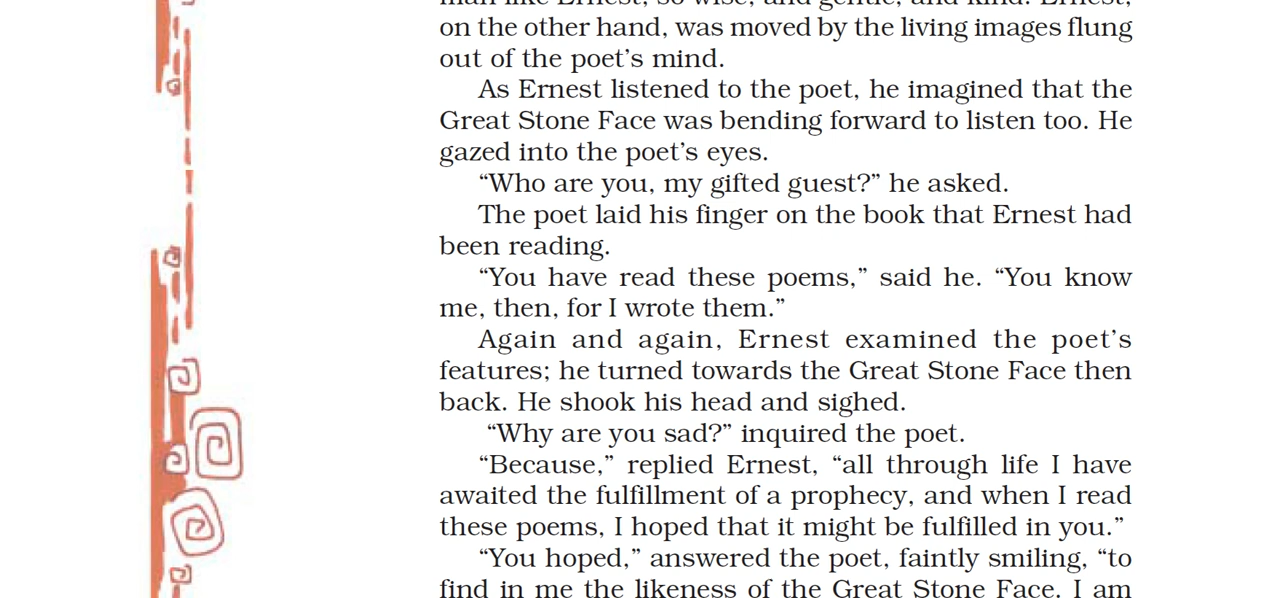 man like Ernest, so wise, and gentle, and kind. Ernest,
on the other hand, was moved by the living images flung
out of the poet’s mind.
As Ernest listened to the poet, he imagined that the
Great Stone Face was bending forward to listen too. He
gazed into the poet’s eyes.
“Who are you, my gifted guest?” he asked.
The poet laid his finger on the book that Ernest had
been reading.
“You have read these poems,” said he. “You know
me, then, for I wrote them.”
Again and again, Ernest examined the poet’s
features; he turned towards the Great Stone Face then
back. He shook his head and sighed.
“Why are you sad?” inquired the poet.
“Because,” replied Ernest, “all through life I have
awaited the fulfillment of a prophecy, and when I read
these poems, I hoped that it might be fulfilled in you.”
“You hoped,” answered the poet, faintly smiling, “to
find in me the likeness of the Great Stone Face. I am